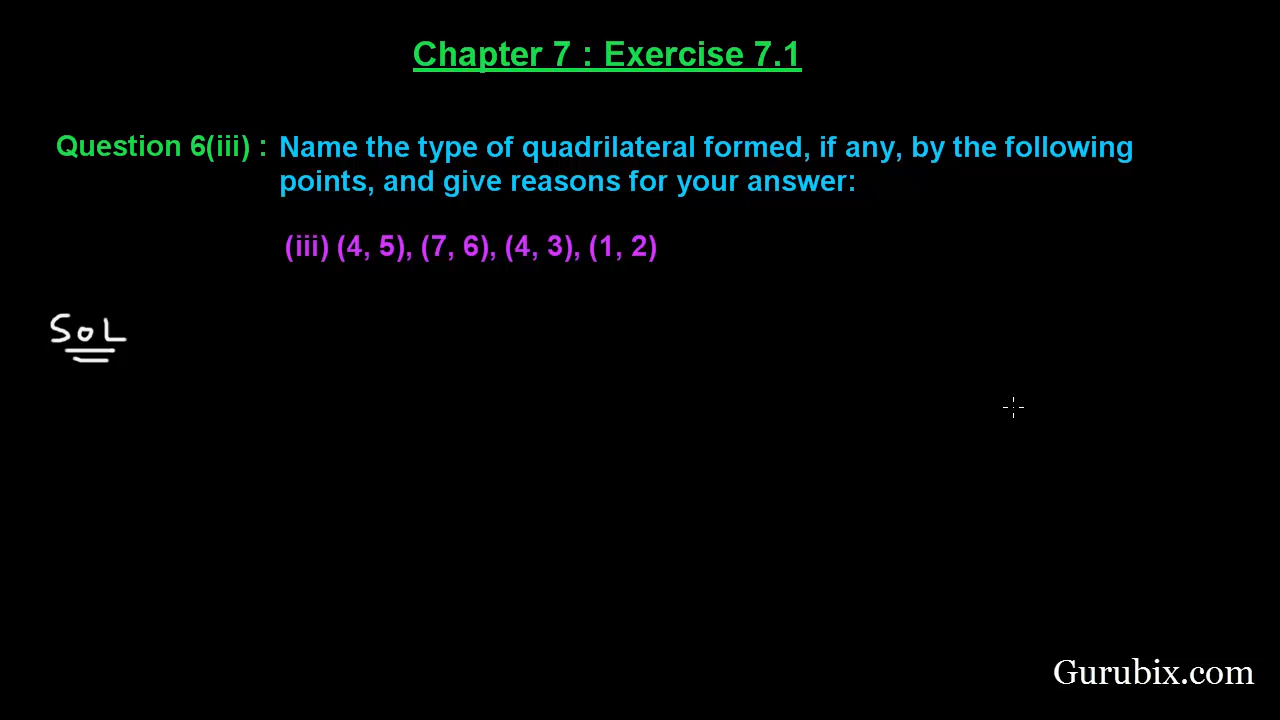 Chapter 7 : Exercise 7.1
Question 6(iii) : Name the type of quadrilateral formed, if any, by the following
points, and give reasons for your answer:
(iii) (4, 5), (7, 6), (4, 3), (1, 2)
SOL
Gurubix.com